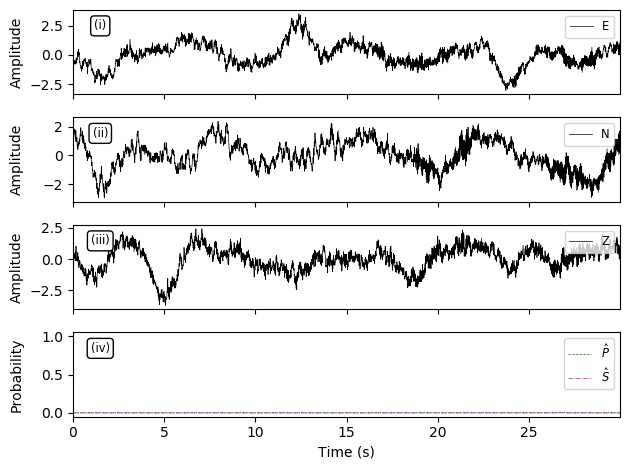 (i)
E
2.5
0.0
−2.5
Amplitude
(ii)
N
2
0
−2
Amplitude
(iii)
Z
2.5
0.0
−2.5
Amplitude
(iv)
P̂
Ŝ
1.0
0.5
0.0
Probability
0 5 10 15 20 25
Time (s)